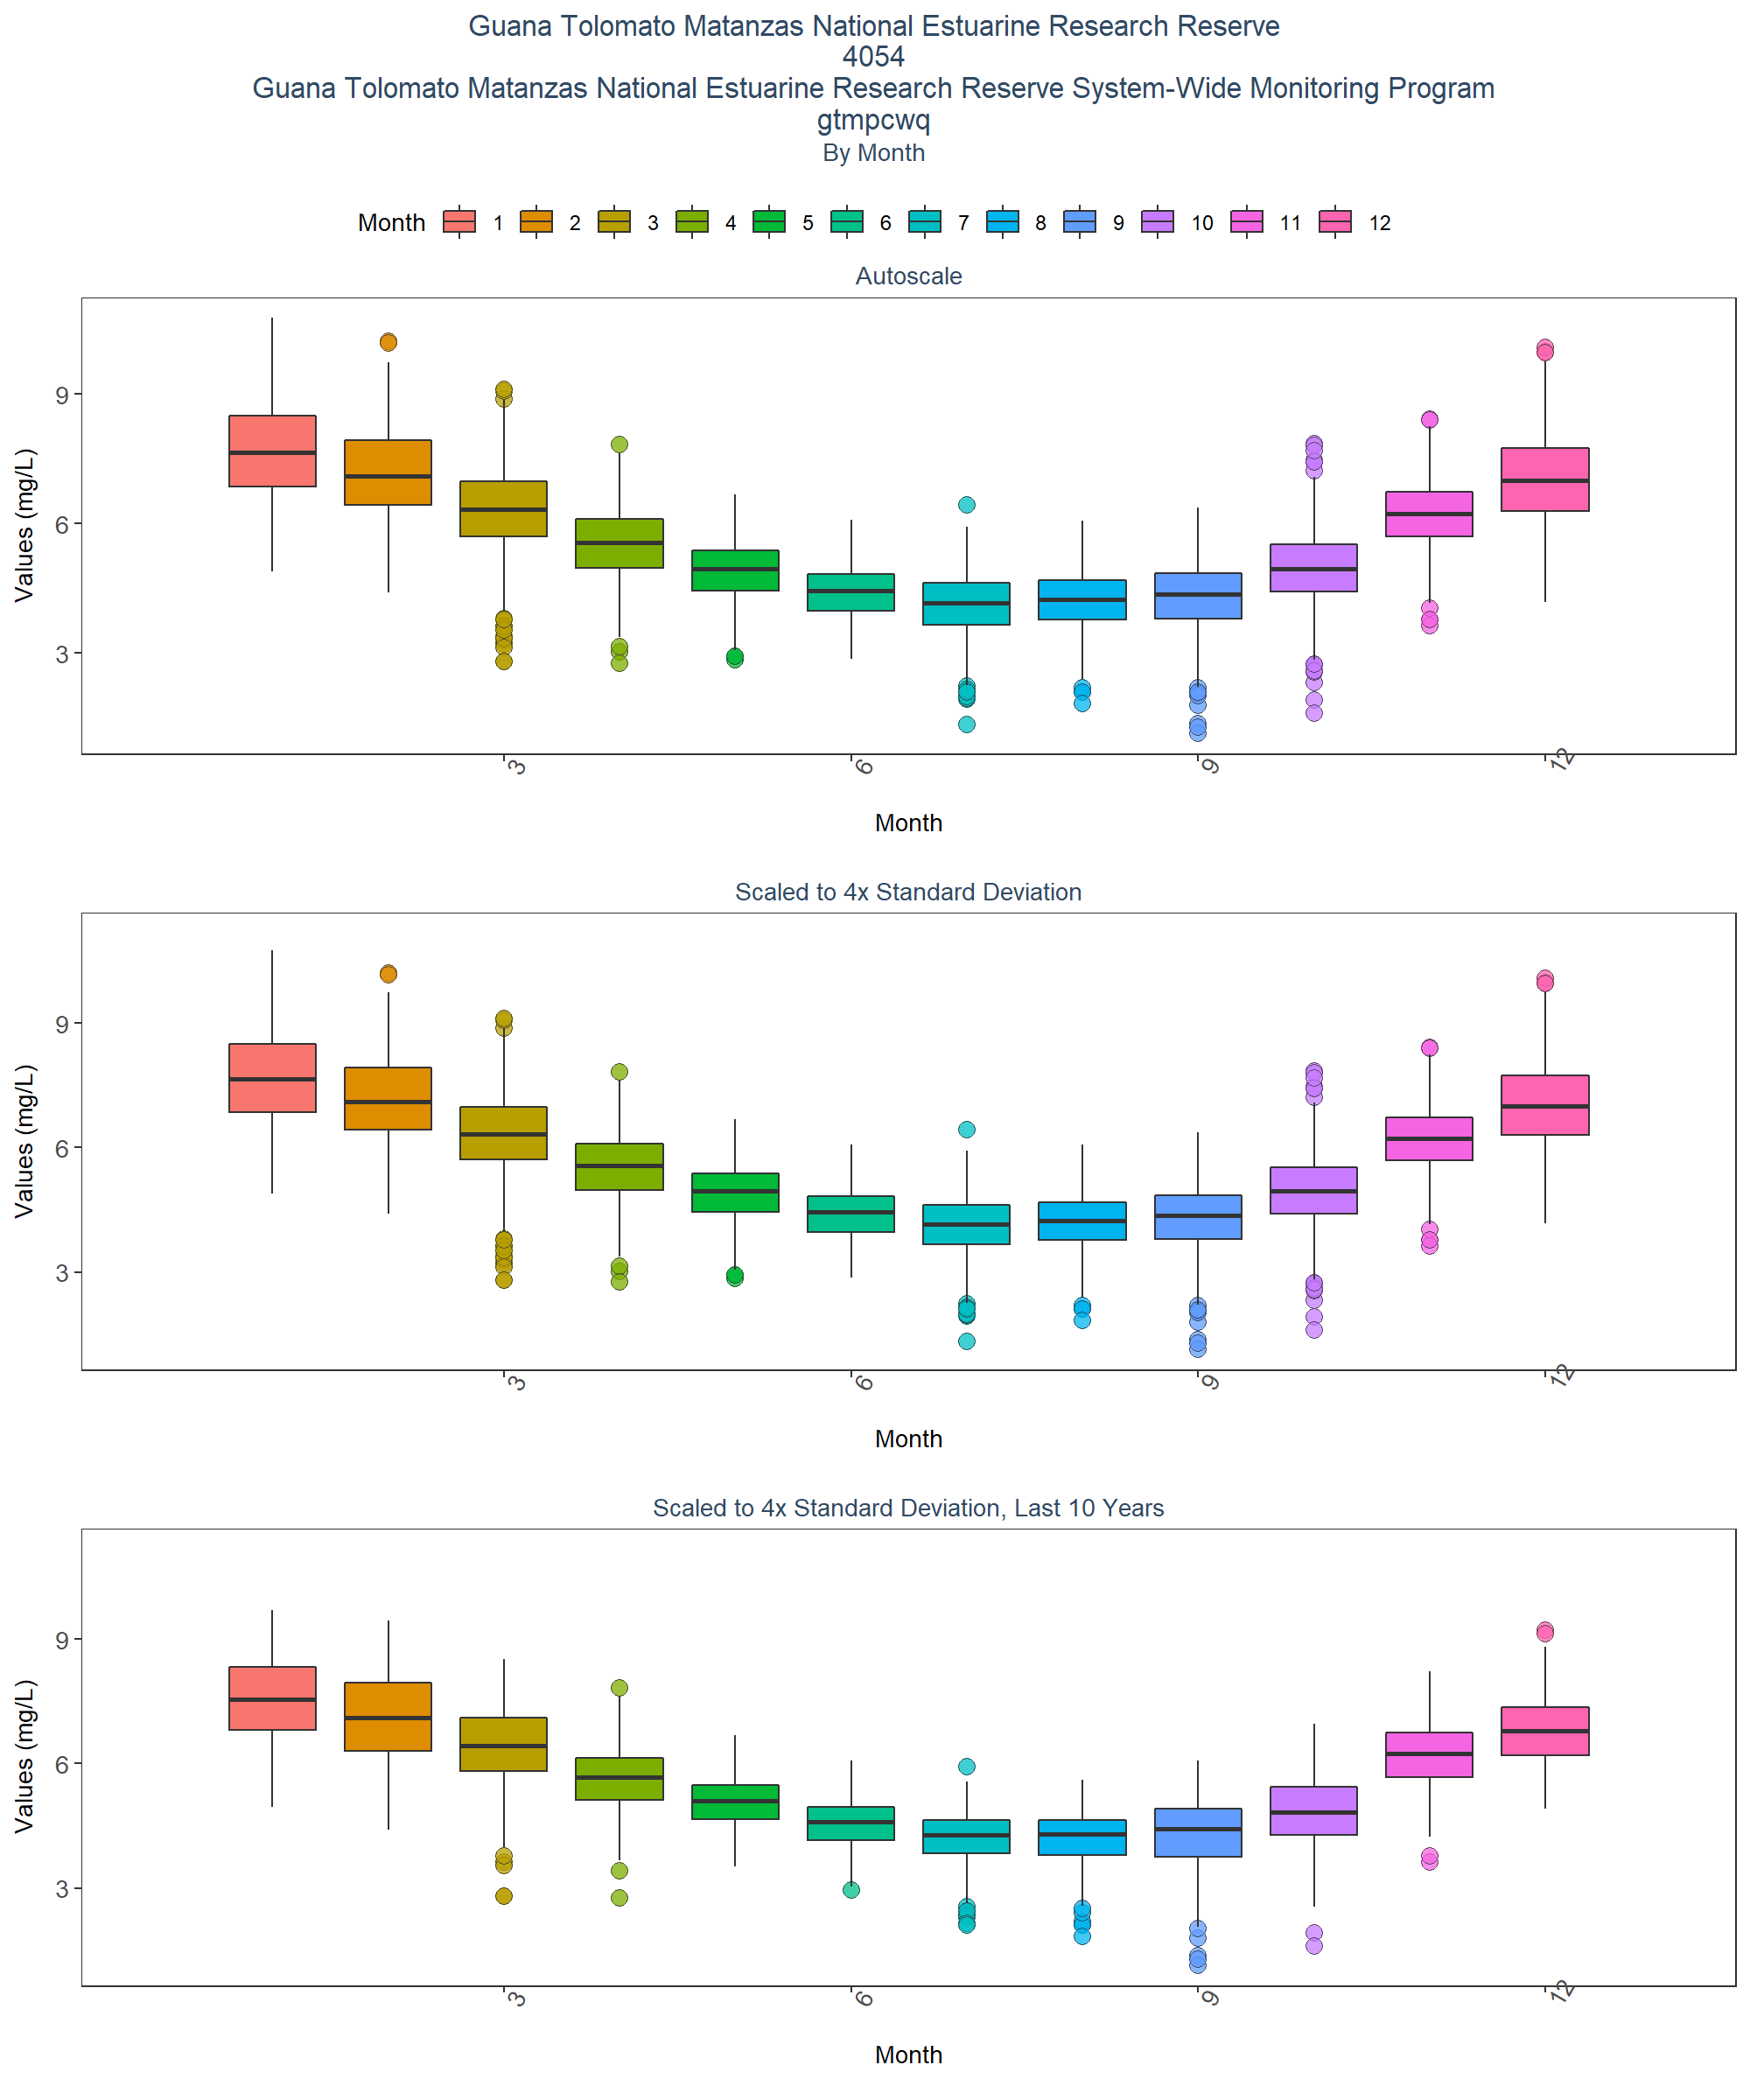 Guana Tolomato Matanzas National Estuarine Research Reserve
4054
Guana Tolomato Matanzas National Estuarine Research Reserve System-Wide Monitoring Program
gtmpcwq
By Month
Month 1 2 3 4 5 6 7 8 9 10 11 12
Autoscale
Values (mg/L)
9
6
3
3 6 9 12
Month
Scaled to 4x Standard Deviation
Values (mg/L)
9
6
3
3 6 9 12
Month
Scaled to 4x Standard Deviation, Last 10 Years
Values (mg/L)
9
6
3
3 6 9 12
Month